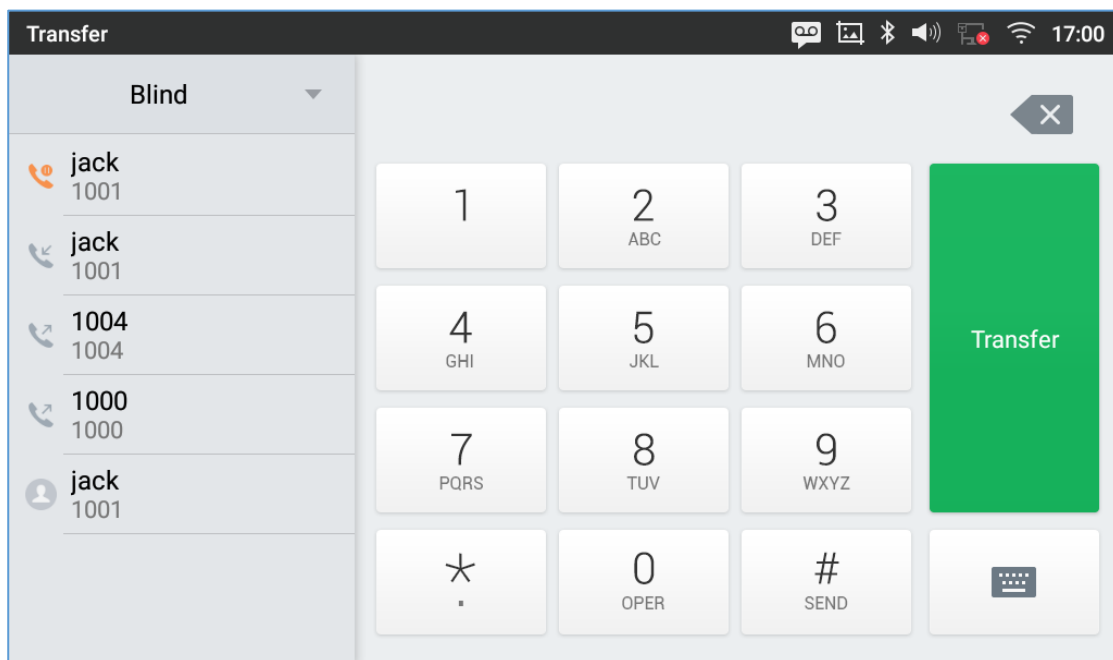 Transfer 17:00
Blind
jack
1001
jack
1001
1004
1004
1000
1000
jack
1001
1 2 3
ABC DEF
4 5 6
GHI JKL MNO
Transfer
7 8 9
PQRS TUV WXYZ
* 0 #
. OPER SEND